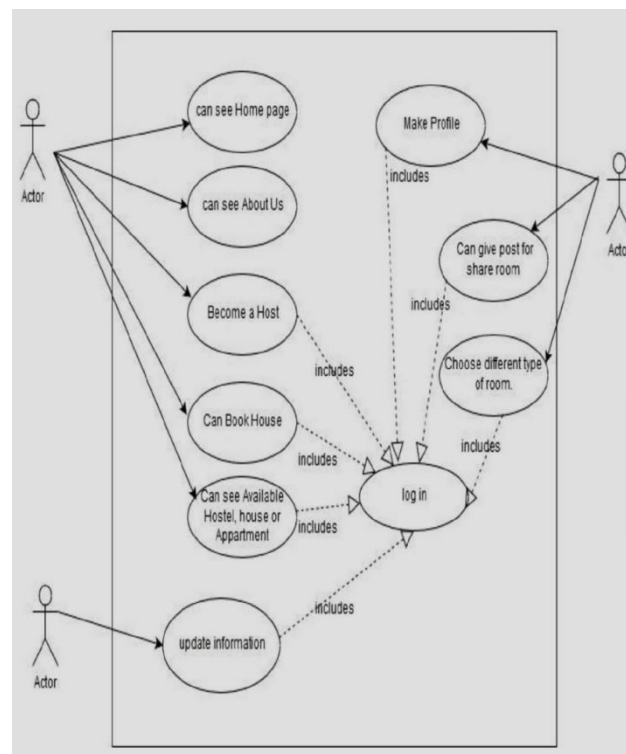 can see Home page
Make Profile
includes
Actor
can see About Us
Can give post for
share room
includes
Become a Host
includes
Choose different type
of room.
Can Book House
includes
includes
Can see Available
Hostel, house or
Appartment
includes
log in
includes
update information
Actor